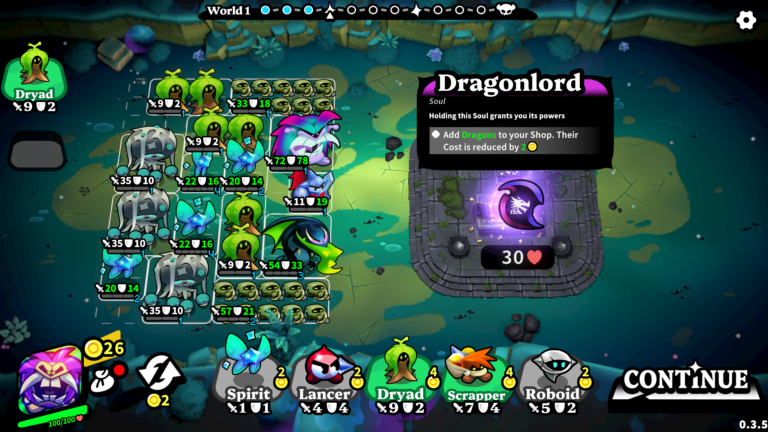 World 1
Dryad
9 2
Dragonlord
Soul
Holding this Soul grants you its powers
Add Dragons to your Shop. Their
Cost is reduced by 2
9 2
33 18
9 2
72 78
35 10
22 16
20 14
11 19
35 10
22 16
9 2
54 33
20 14
35 10
57 21
30
26
2
100/100
2
Spirit
1 1
2
Lancer
4 4
4
Dryad
9 2
4
Scrapper
7 4
2
Roboid
5 2
CONTINUE
0.3.5